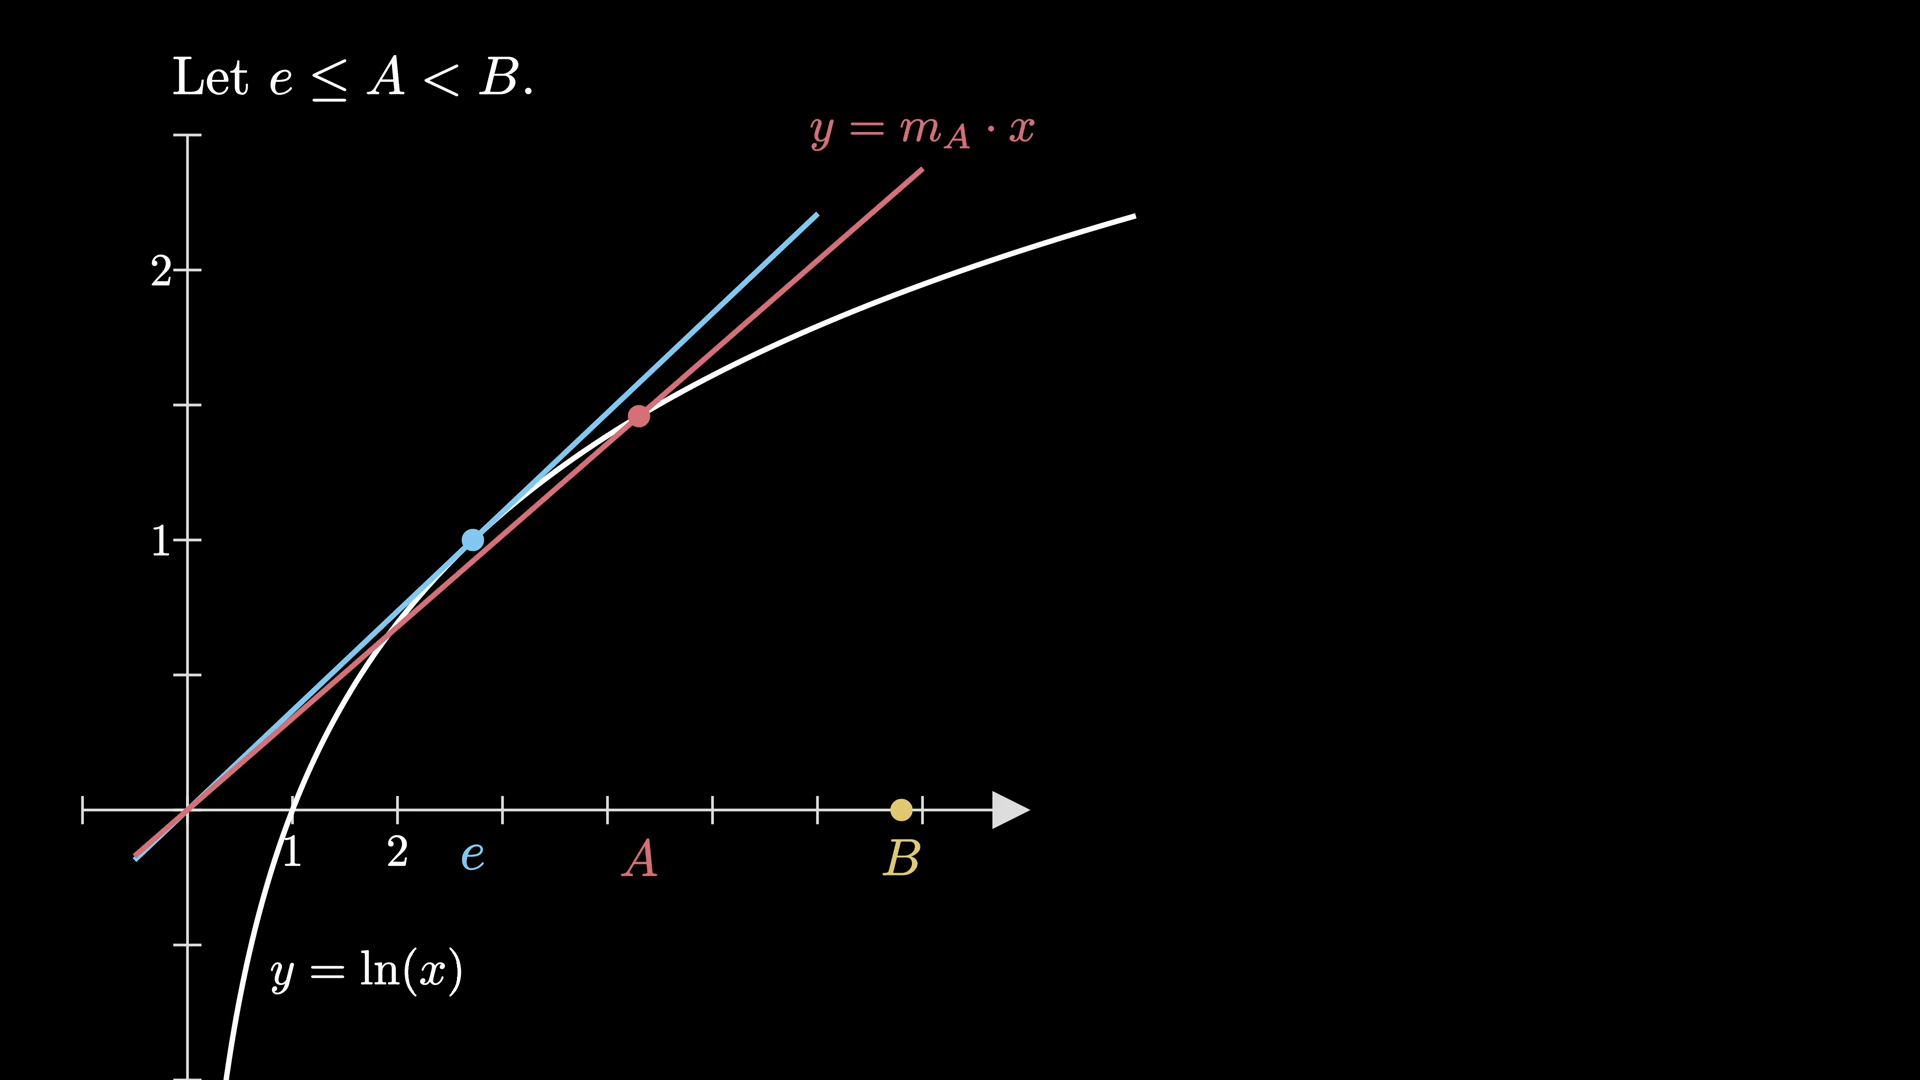 Let e ≤ A < B.
y = m_A · x
2
1
1 2 e A B
y = ln(x)